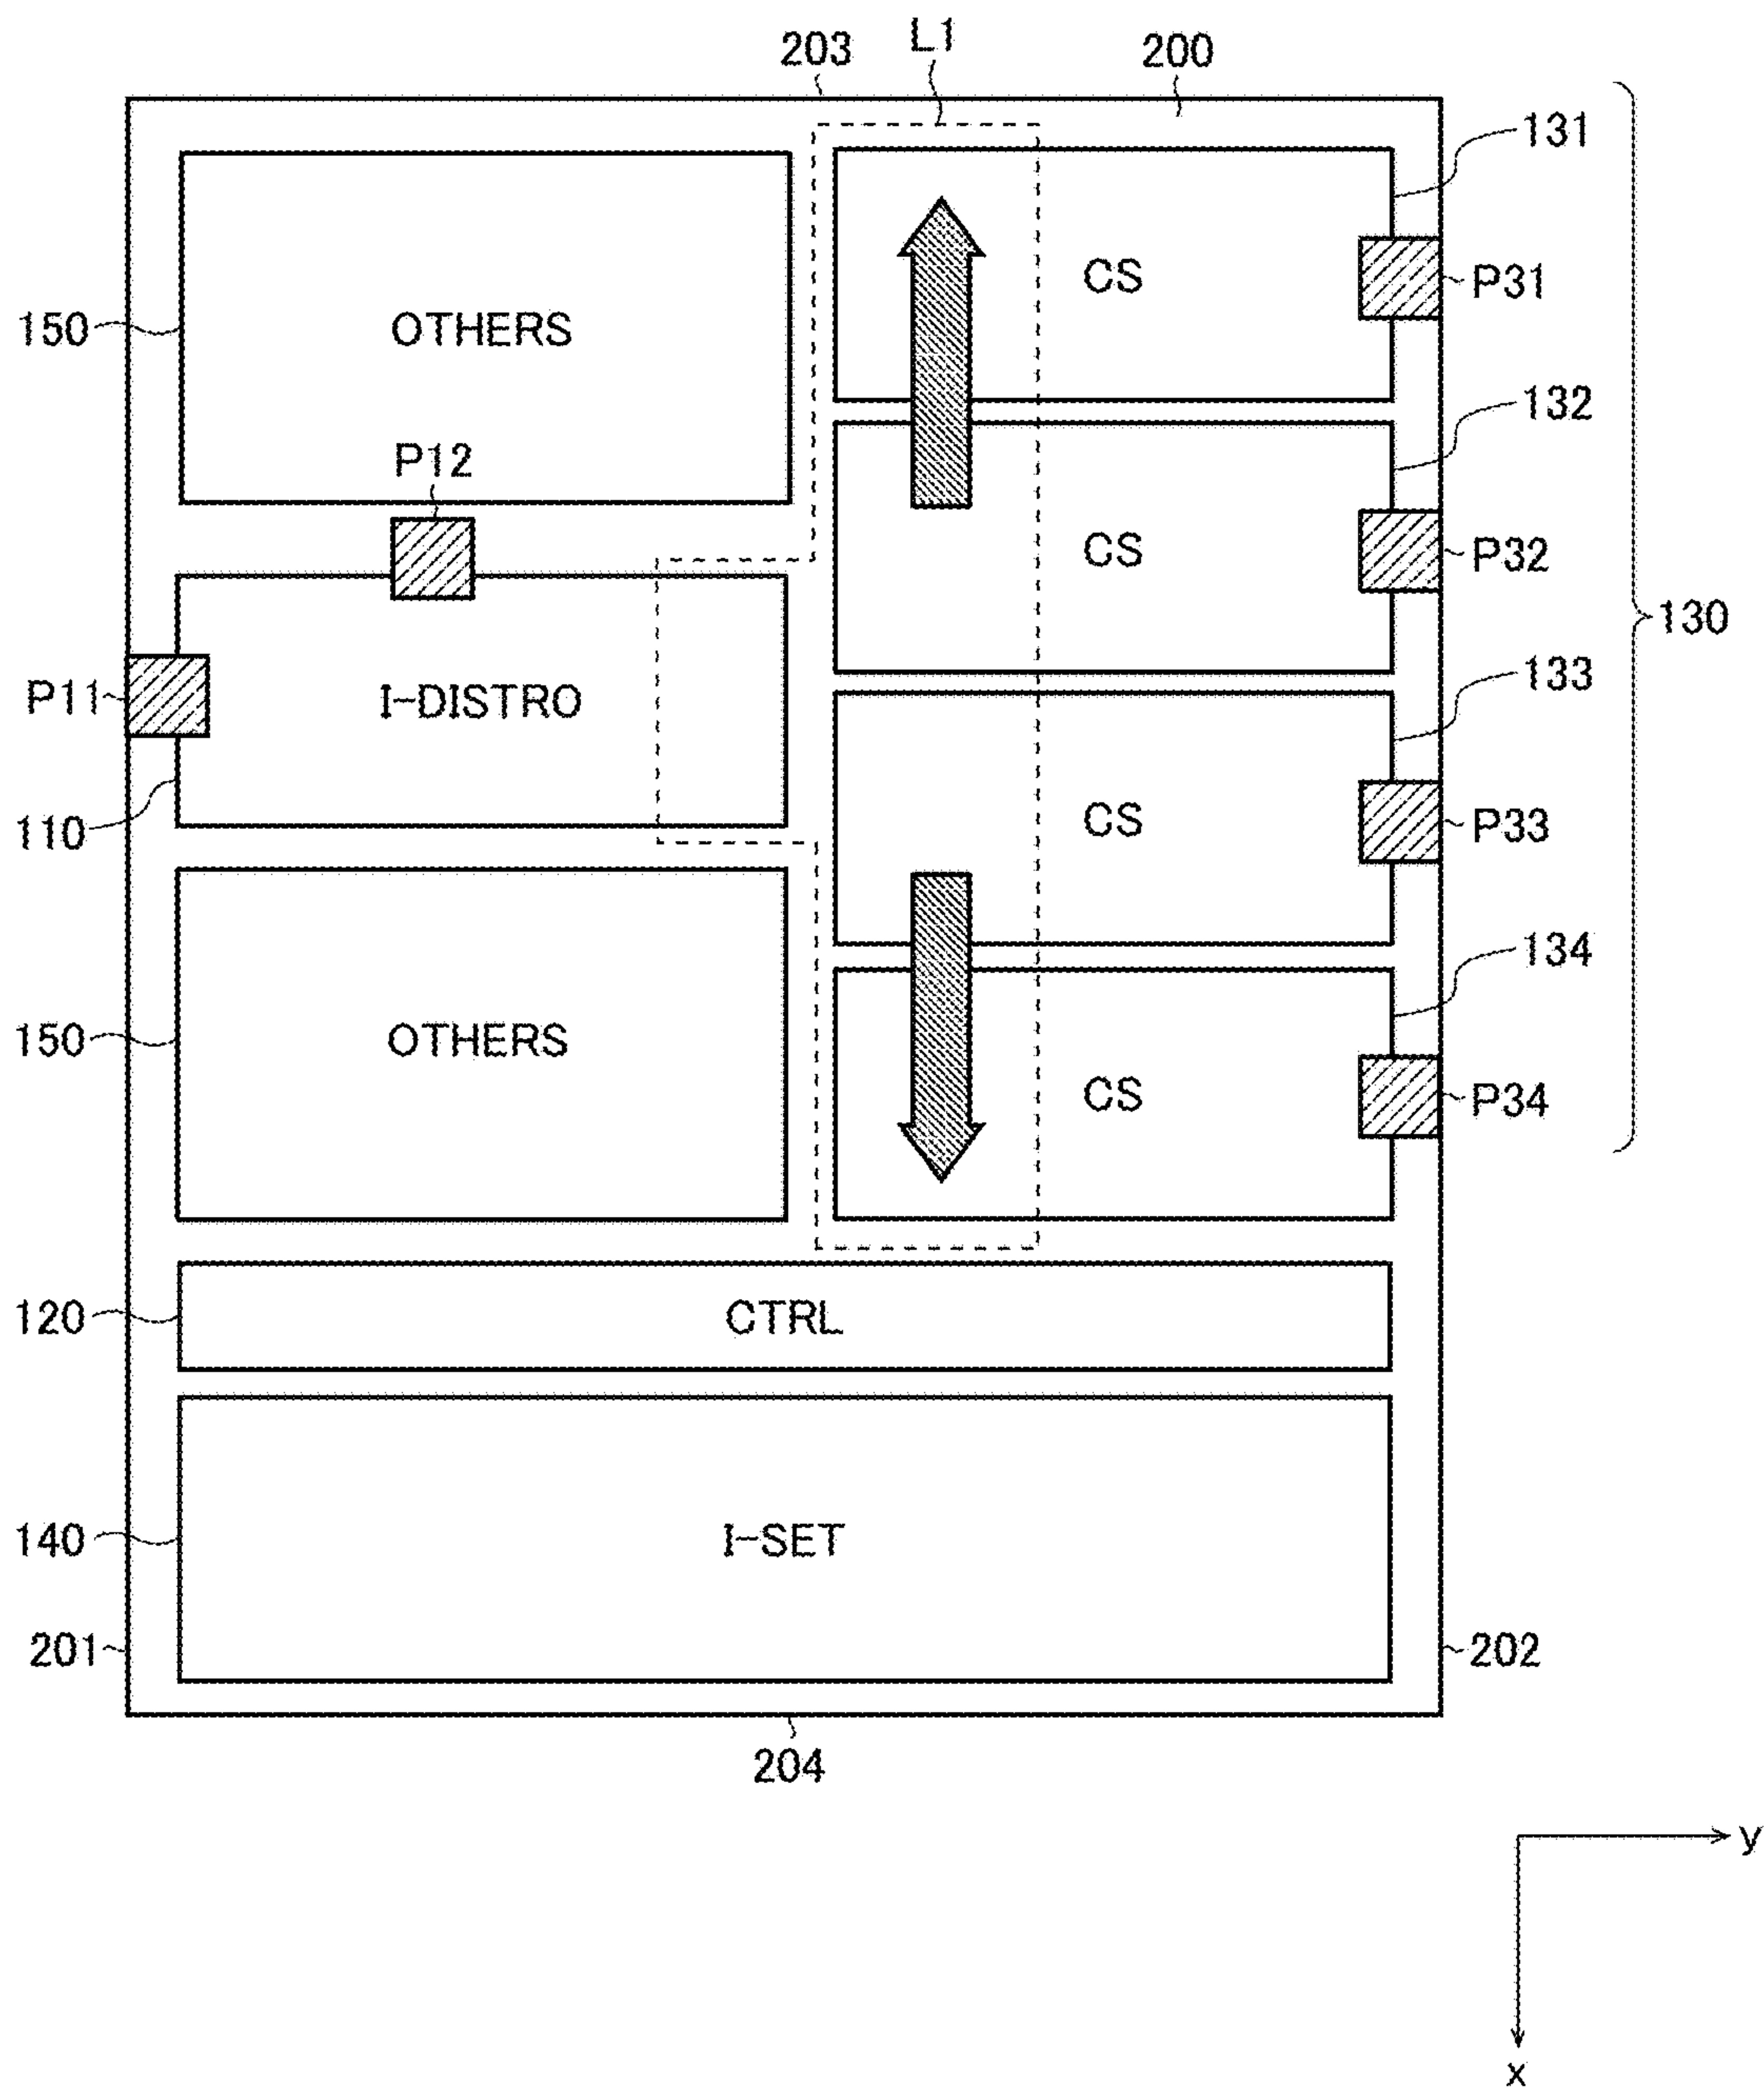 L1
203
200
131
CS
P31
150
OTHERS
132
P12
CS
P32
130
133
P11
I-DISTRO
110
CS
P33
134
150
OTHERS
CS
P34
120
CTRL
140
I-SET
201
202
204
y
x